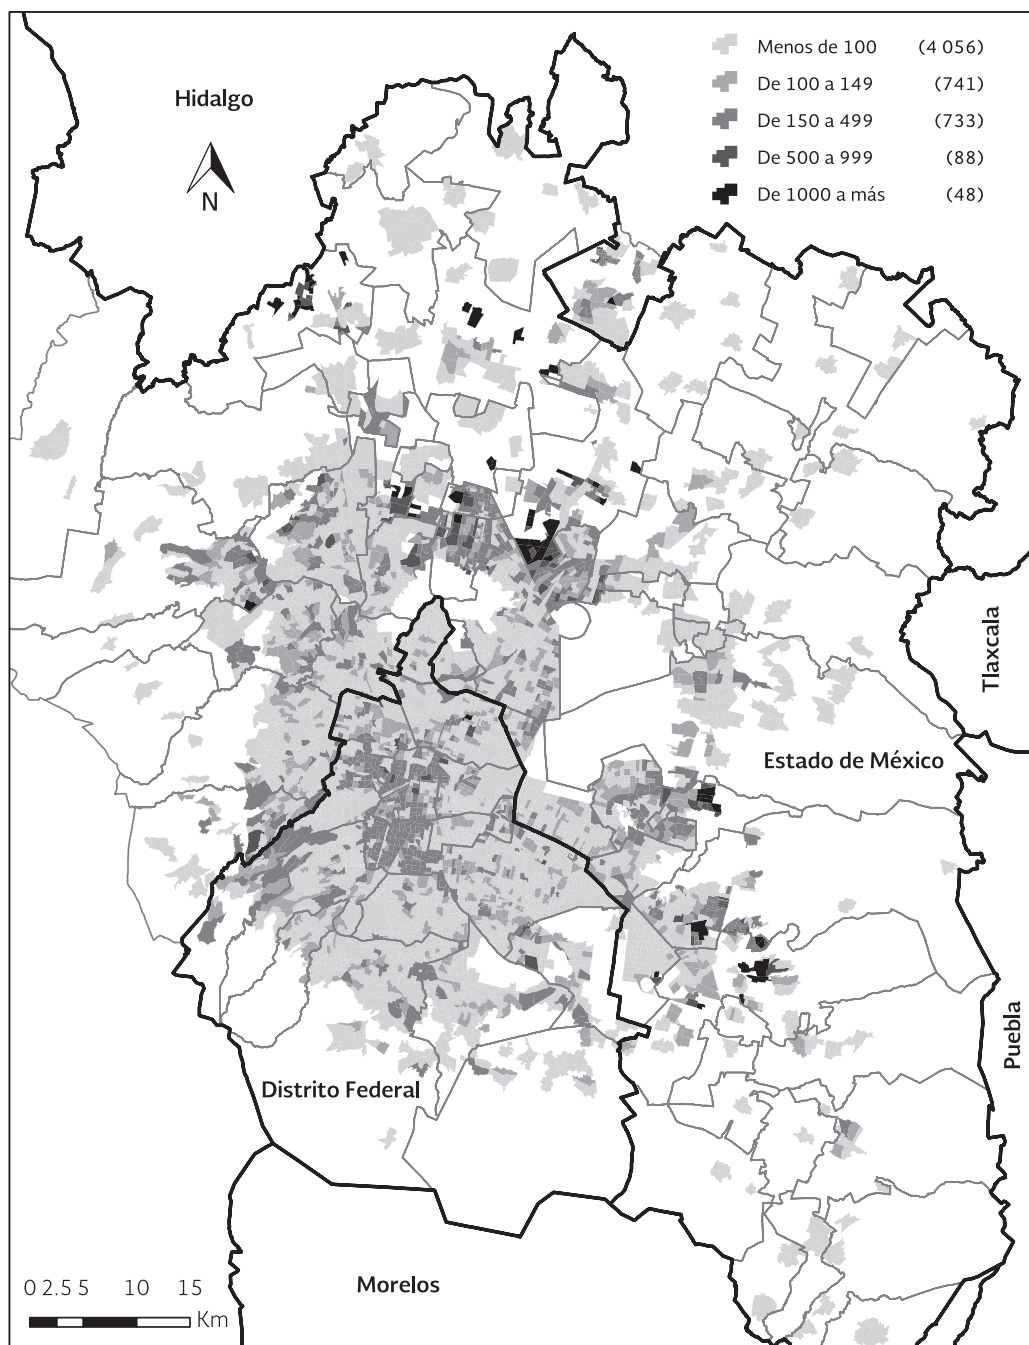 Menos de 100 (4 056)
De 100 a 149 (741)
De 150 a 499 (733)
De 500 a 999 (88)
De 1000 a más (48)
Hidalgo
N
Tlaxcala
Estado de México
Puebla
Distrito Federal
Morelos
0 2.5 5 10 15
Km